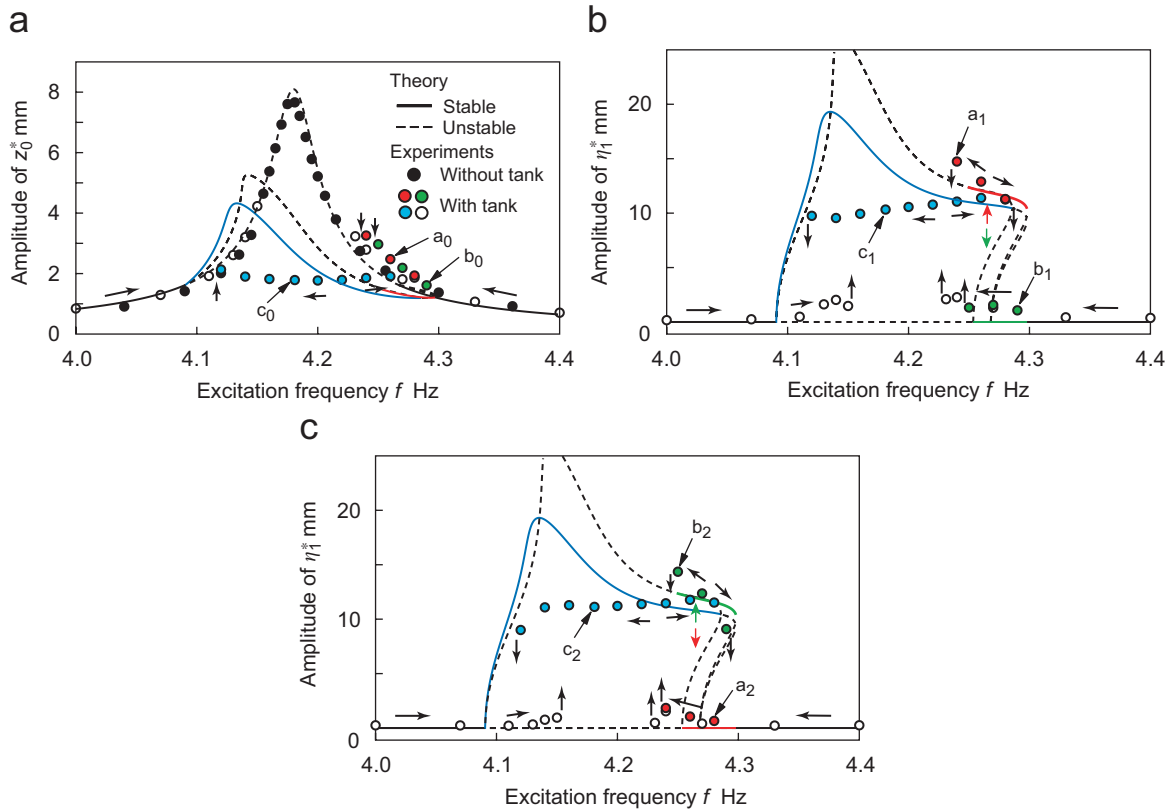 a
Amplitude of z*0 mm
8
6
4
2
0
4.0
4.1
4.2
4.3
4.4
Excitation frequency f Hz
Theory
Stable
Unstable
Experiments
Without tank
With tank
a0
b0
c0
b
Amplitude of η*1 mm
20
10
0
4.0
4.1
4.2
4.3
4.4
Excitation frequency f Hz
a1
b1
c1
c
Amplitude of η*1 mm
20
10
0
4.0
4.1
4.2
4.3
4.4
Excitation frequency f Hz
b2
c2
a2